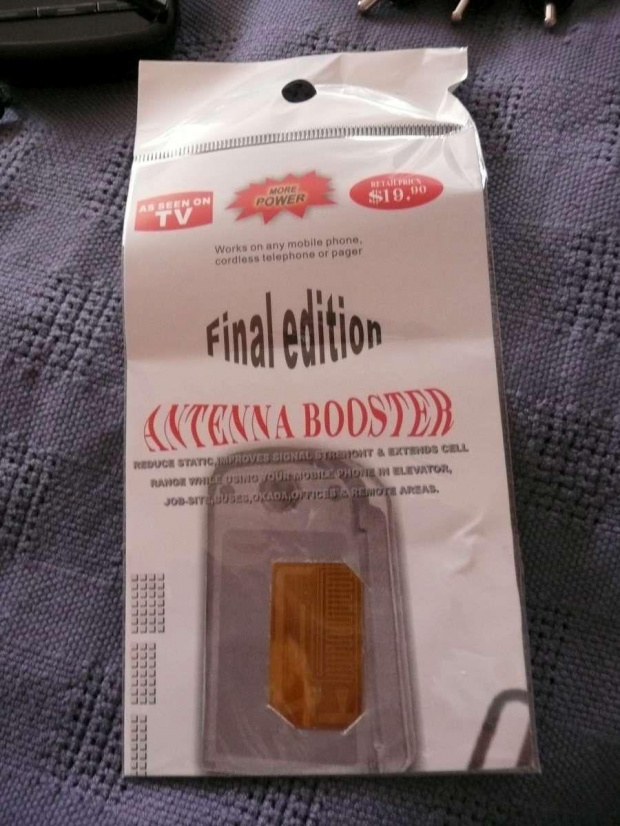 AS SEEN ON
TV
MORE
POWER
RETAIL PRICE
$19.90
Works on any mobile phone,
cordless telephone or pager
Final edition
ANTENNA BOOSTER
REDUCE STATIC,IMPROVES SIGNAL STREMONT & EXTENDS CELL
RANGE WHILE USING YOUR MOBILE PHONE IN ELEVATOR,
JOB-SITE,BUSES,OKADA,OFFICES & REMOTE AREAS.